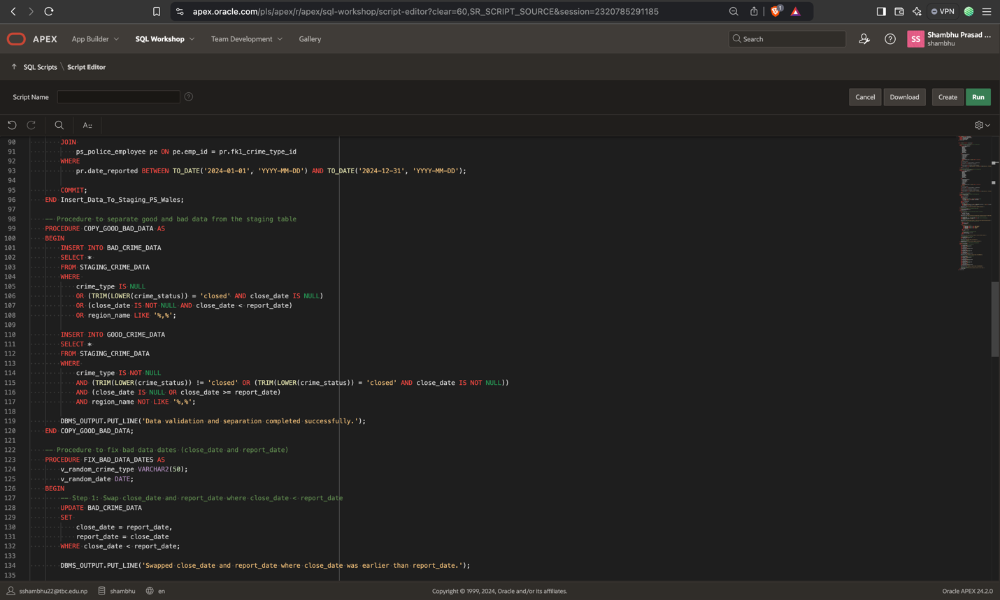 apex.oracle.com/pls/apex/r/apex/sql-workshop/script-editor?clear=60,SR_SCRIPT_SOURCE&session=2320785291185
1
VPN
APEX
App Builder
SQL Workshop
Team Development
Gallery
Search
SS
Shambhu Prasad ...
shambhu
SQL Scripts \ Script Editor
Script Name
Cancel
Download
Create
Run
90 JOIN
91 ps_police_employee pe ON pe.emp_id = pr.fk1_crime_type_id
92 WHERE
93 pr.date_reported BETWEEN TO_DATE('2024-01-01', 'YYYY-MM-DD') AND TO_DATE('2024-12-31', 'YYYY-MM-DD');
94
95 COMMIT;
96 END Insert_Data_To_Staging_PS_Wales;
97
98 -- Procedure to separate good and bad data from the staging table
99 PROCEDURE COPY_GOOD_BAD_DATA AS
100 BEGIN
101 INSERT INTO BAD_CRIME_DATA
102 SELECT *
103 FROM STAGING_CRIME_DATA
104 WHERE
105 crime_type IS NULL
106 OR (TRIM(LOWER(crime_status)) = 'closed' AND close_date IS NULL)
107 OR (close_date IS NOT NULL AND close_date < report_date)
108 OR region_name LIKE '%,%';
109
110 INSERT INTO GOOD_CRIME_DATA
111 SELECT *
112 FROM STAGING_CRIME_DATA
113 WHERE
114 crime_type IS NOT NULL
115 AND (TRIM(LOWER(crime_status)) != 'closed' OR (TRIM(LOWER(crime_status)) = 'closed' AND close_date IS NOT NULL))
116 AND (close_date IS NULL OR close_date >= report_date)
117 AND region_name NOT LIKE '%,%';
118
119 DBMS_OUTPUT.PUT_LINE('Data validation and separation completed successfully.');
120 END COPY_GOOD_BAD_DATA;
121
122 -- Procedure to fix bad data dates (close_date and report_date)
123 PROCEDURE FIX_BAD_DATA_DATES AS
124 v_random_crime_type VARCHAR2(50);
125 v_random_date DATE;
126 BEGIN
127 -- Step 1: Swap close_date and report_date where close_date < report_date
128 UPDATE BAD_CRIME_DATA
129 SET
130 close_date = report_date,
131 report_date = close_date
132 WHERE close_date < report_date;
133
134 DBMS_OUTPUT.PUT_LINE('Swapped close_date and report_date where close_date was earlier than report_date.');
135
sshambhu22@tbc.edu.np
shambhu
en
Copyright © 1999, 2024, Oracle and/or its affiliates.
Oracle APEX 24.2.0